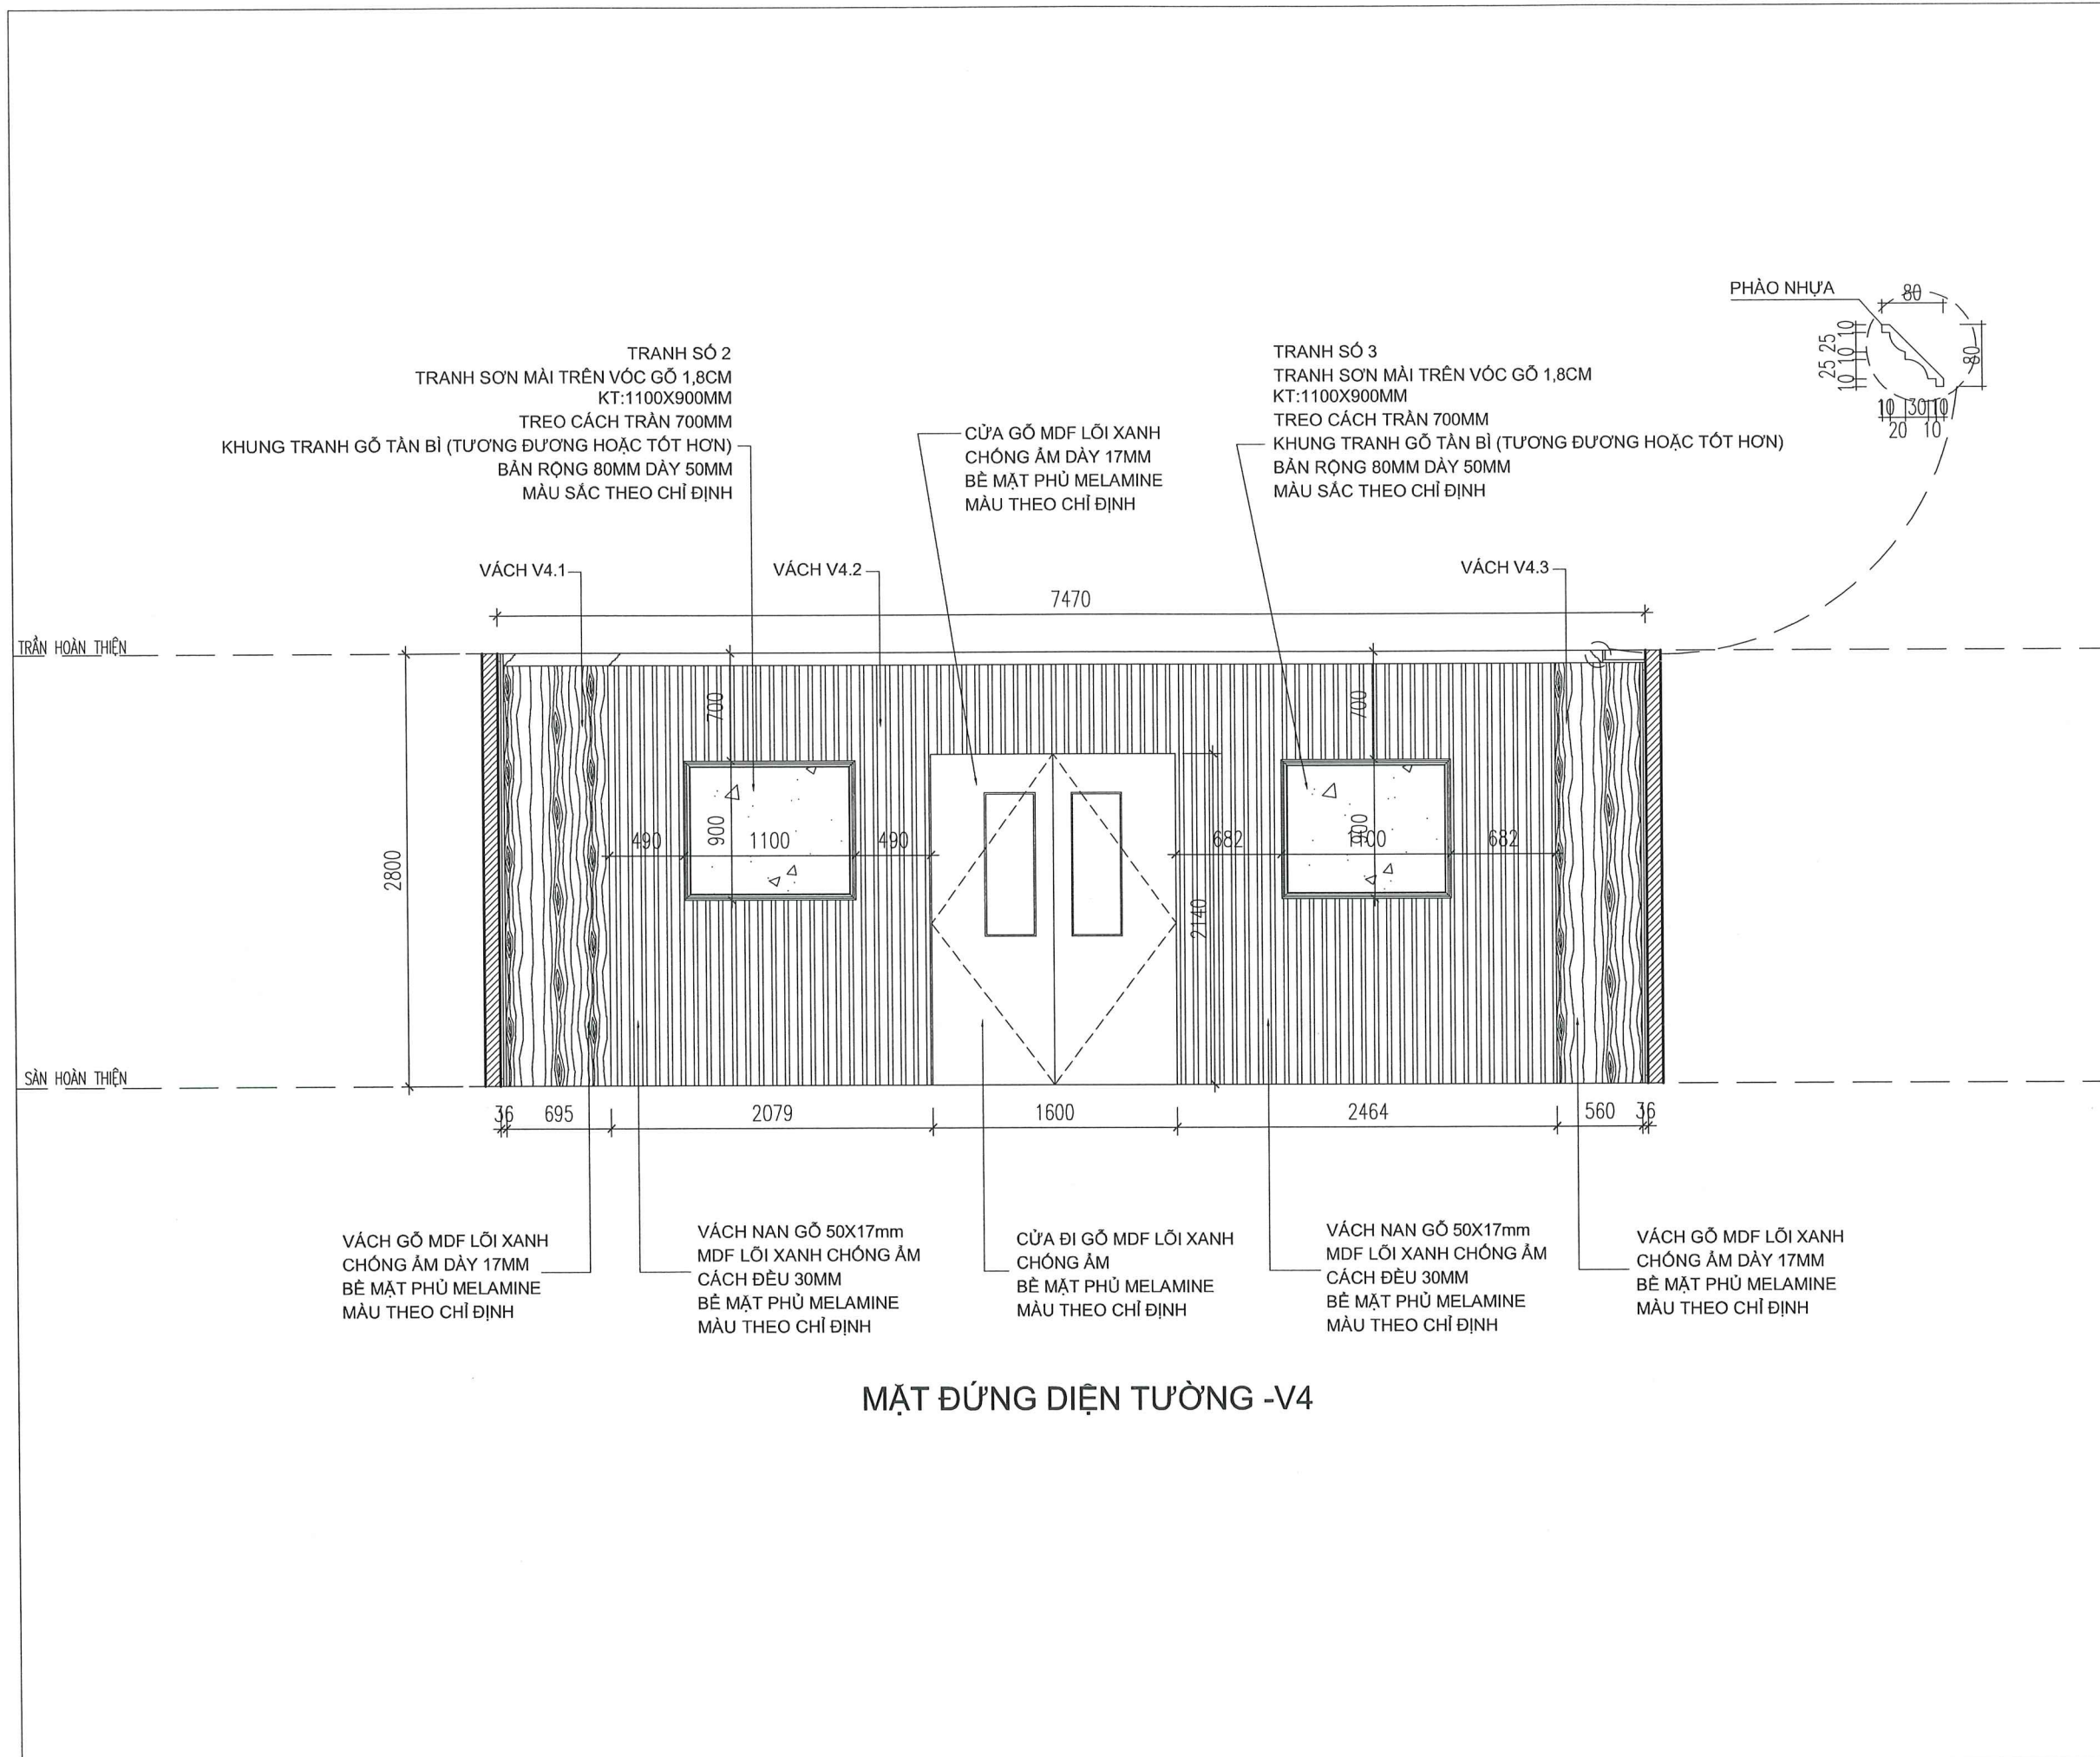 PHÀO NHỰA
80
10
25 25
10 10
10
80
10 30 10
20 10
TRANH SỐ 2
TRANH SƠN MÀI TRÊN VÓC GỖ 1,8CM
KT:1100X900MM
TREO CÁCH TRẦN 700MM
KHUNG TRANH GỖ TẦN BÌ (TƯƠNG ĐƯƠNG HOẶC TỐT HƠN)
BẢN RỘNG 80MM DÀY 50MM
MÀU SẮC THEO CHỈ ĐỊNH
CỬA GỖ MDF LÕI XANH
CHỐNG ẨM DÀY 17MM
BỀ MẶT PHỦ MELAMINE
MÀU THEO CHỈ ĐỊNH
TRANH SỐ 3
TRANH SƠN MÀI TRÊN VÓC GỖ 1,8CM
KT:1100X900MM
TREO CÁCH TRẦN 700MM
KHUNG TRANH GỖ TẦN BÌ (TƯƠNG ĐƯƠNG HOẶC TỐT HƠN)
BẢN RỘNG 80MM DÀY 50MM
MÀU SẮC THEO CHỈ ĐỊNH
VÁCH V4.1
VÁCH V4.2
VÁCH V4.3
7470
TRẦN HOÀN THIỆN
700
700
2800
490
900
1100
490
682
900
1100
682
2140
SÀN HOÀN THIỆN
36
695
2079
1600
2464
560
36
VÁCH GỖ MDF LÕI XANH
CHỐNG ẨM DÀY 17MM
BỀ MẶT PHỦ MELAMINE
MÀU THEO CHỈ ĐỊNH
VÁCH NAN GỖ 50X17mm
MDF LÕI XANH CHỐNG ẨM
CÁCH ĐỀU 30MM
BỀ MẶT PHỦ MELAMINE
MÀU THEO CHỈ ĐỊNH
CỬA ĐI GỖ MDF LÕI XANH
CHỐNG ẨM
BỀ MẶT PHỦ MELAMINE
MÀU THEO CHỈ ĐỊNH
VÁCH NAN GỖ 50X17mm
MDF LÕI XANH CHỐNG ẨM
CÁCH ĐỀU 30MM
BỀ MẶT PHỦ MELAMINE
MÀU THEO CHỈ ĐỊNH
VÁCH GỖ MDF LÕI XANH
CHỐNG ẨM DÀY 17MM
BỀ MẶT PHỦ MELAMINE
MÀU THEO CHỈ ĐỊNH
MẶT ĐỨNG DIỆN TƯỜNG -V4